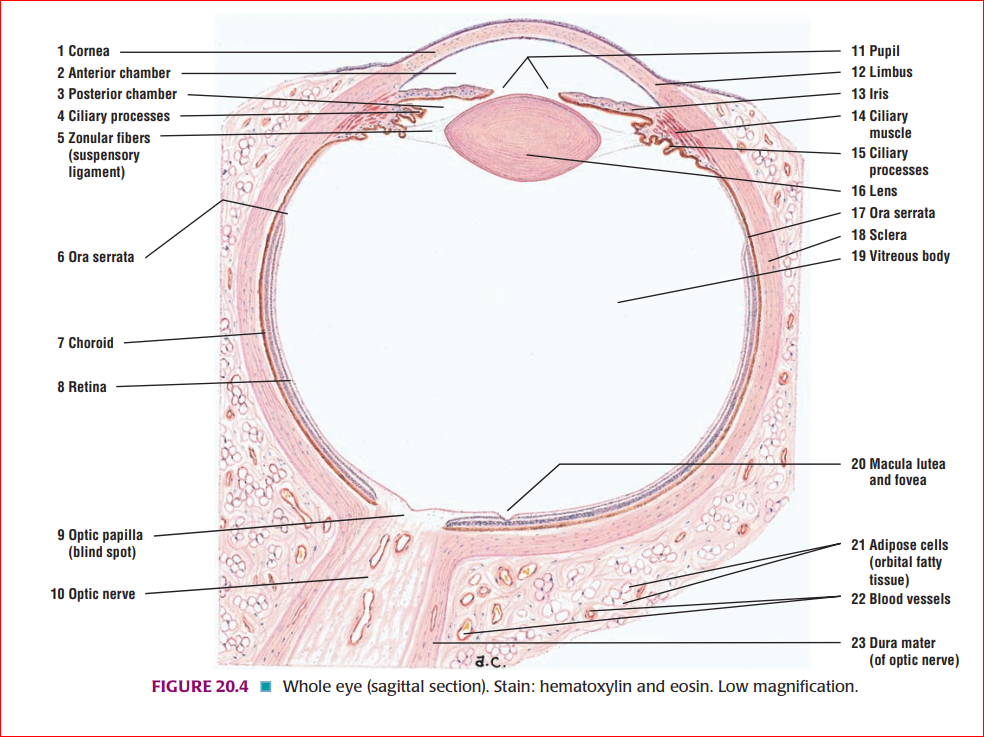 1 Cornea
2 Anterior chamber
3 Posterior chamber
4 Ciliary processes
5 Zonular fibers
(suspensory
ligament)
6 Ora serrata
7 Choroid
8 Retina
9 Optic papilla
(blind spot)
10 Optic nerve
11 Pupil
12 Limbus
13 Iris
14 Ciliary
muscle
15 Ciliary
processes
16 Lens
17 Ora serrata
18 Sclera
19 Vitreous body
20 Macula lutea
and fovea
21 Adipose cells
(orbital fatty
tissue)
22 Blood vessels
23 Dura mater
(of optic nerve)
d.C.
FIGURE 20.4 ■ Whole eye (sagittal section). Stain: hematoxylin and eosin. Low magnification.